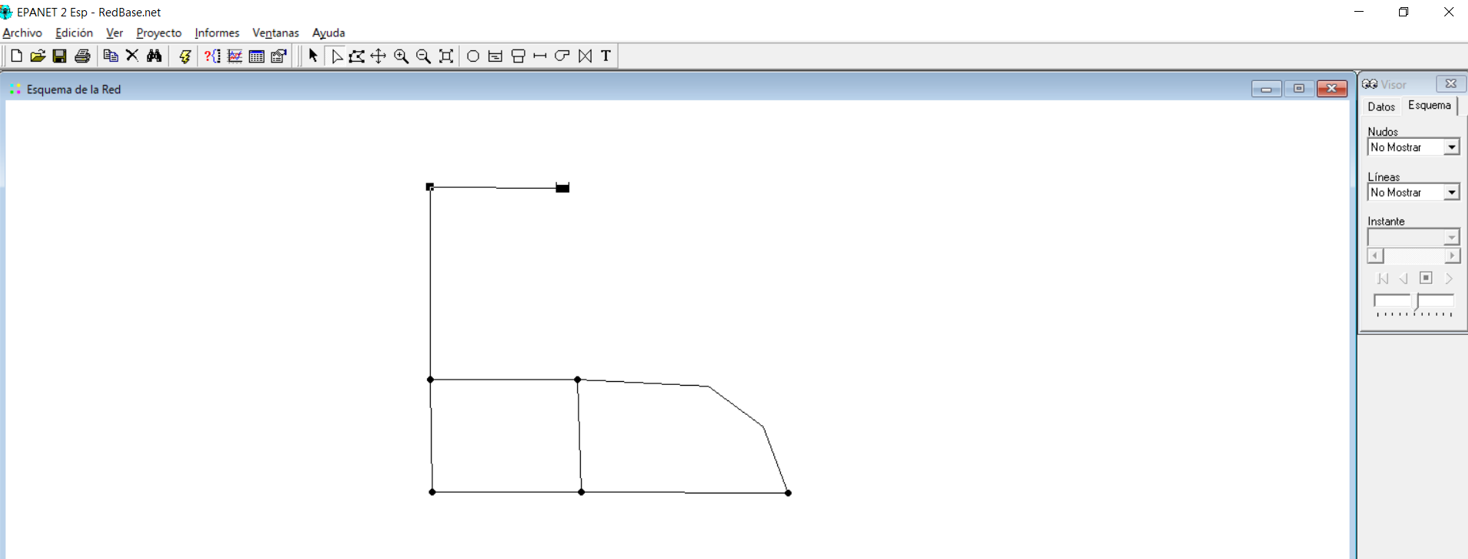 EPANET 2 Esp - RedBase.net
Archivo Edición Ver Proyecto Informes Ventanas Ayuda
T
Esquema de la Red
Visor
Datos Esquema
Nudos
No Mostrar
Líneas
No Mostrar
Instante